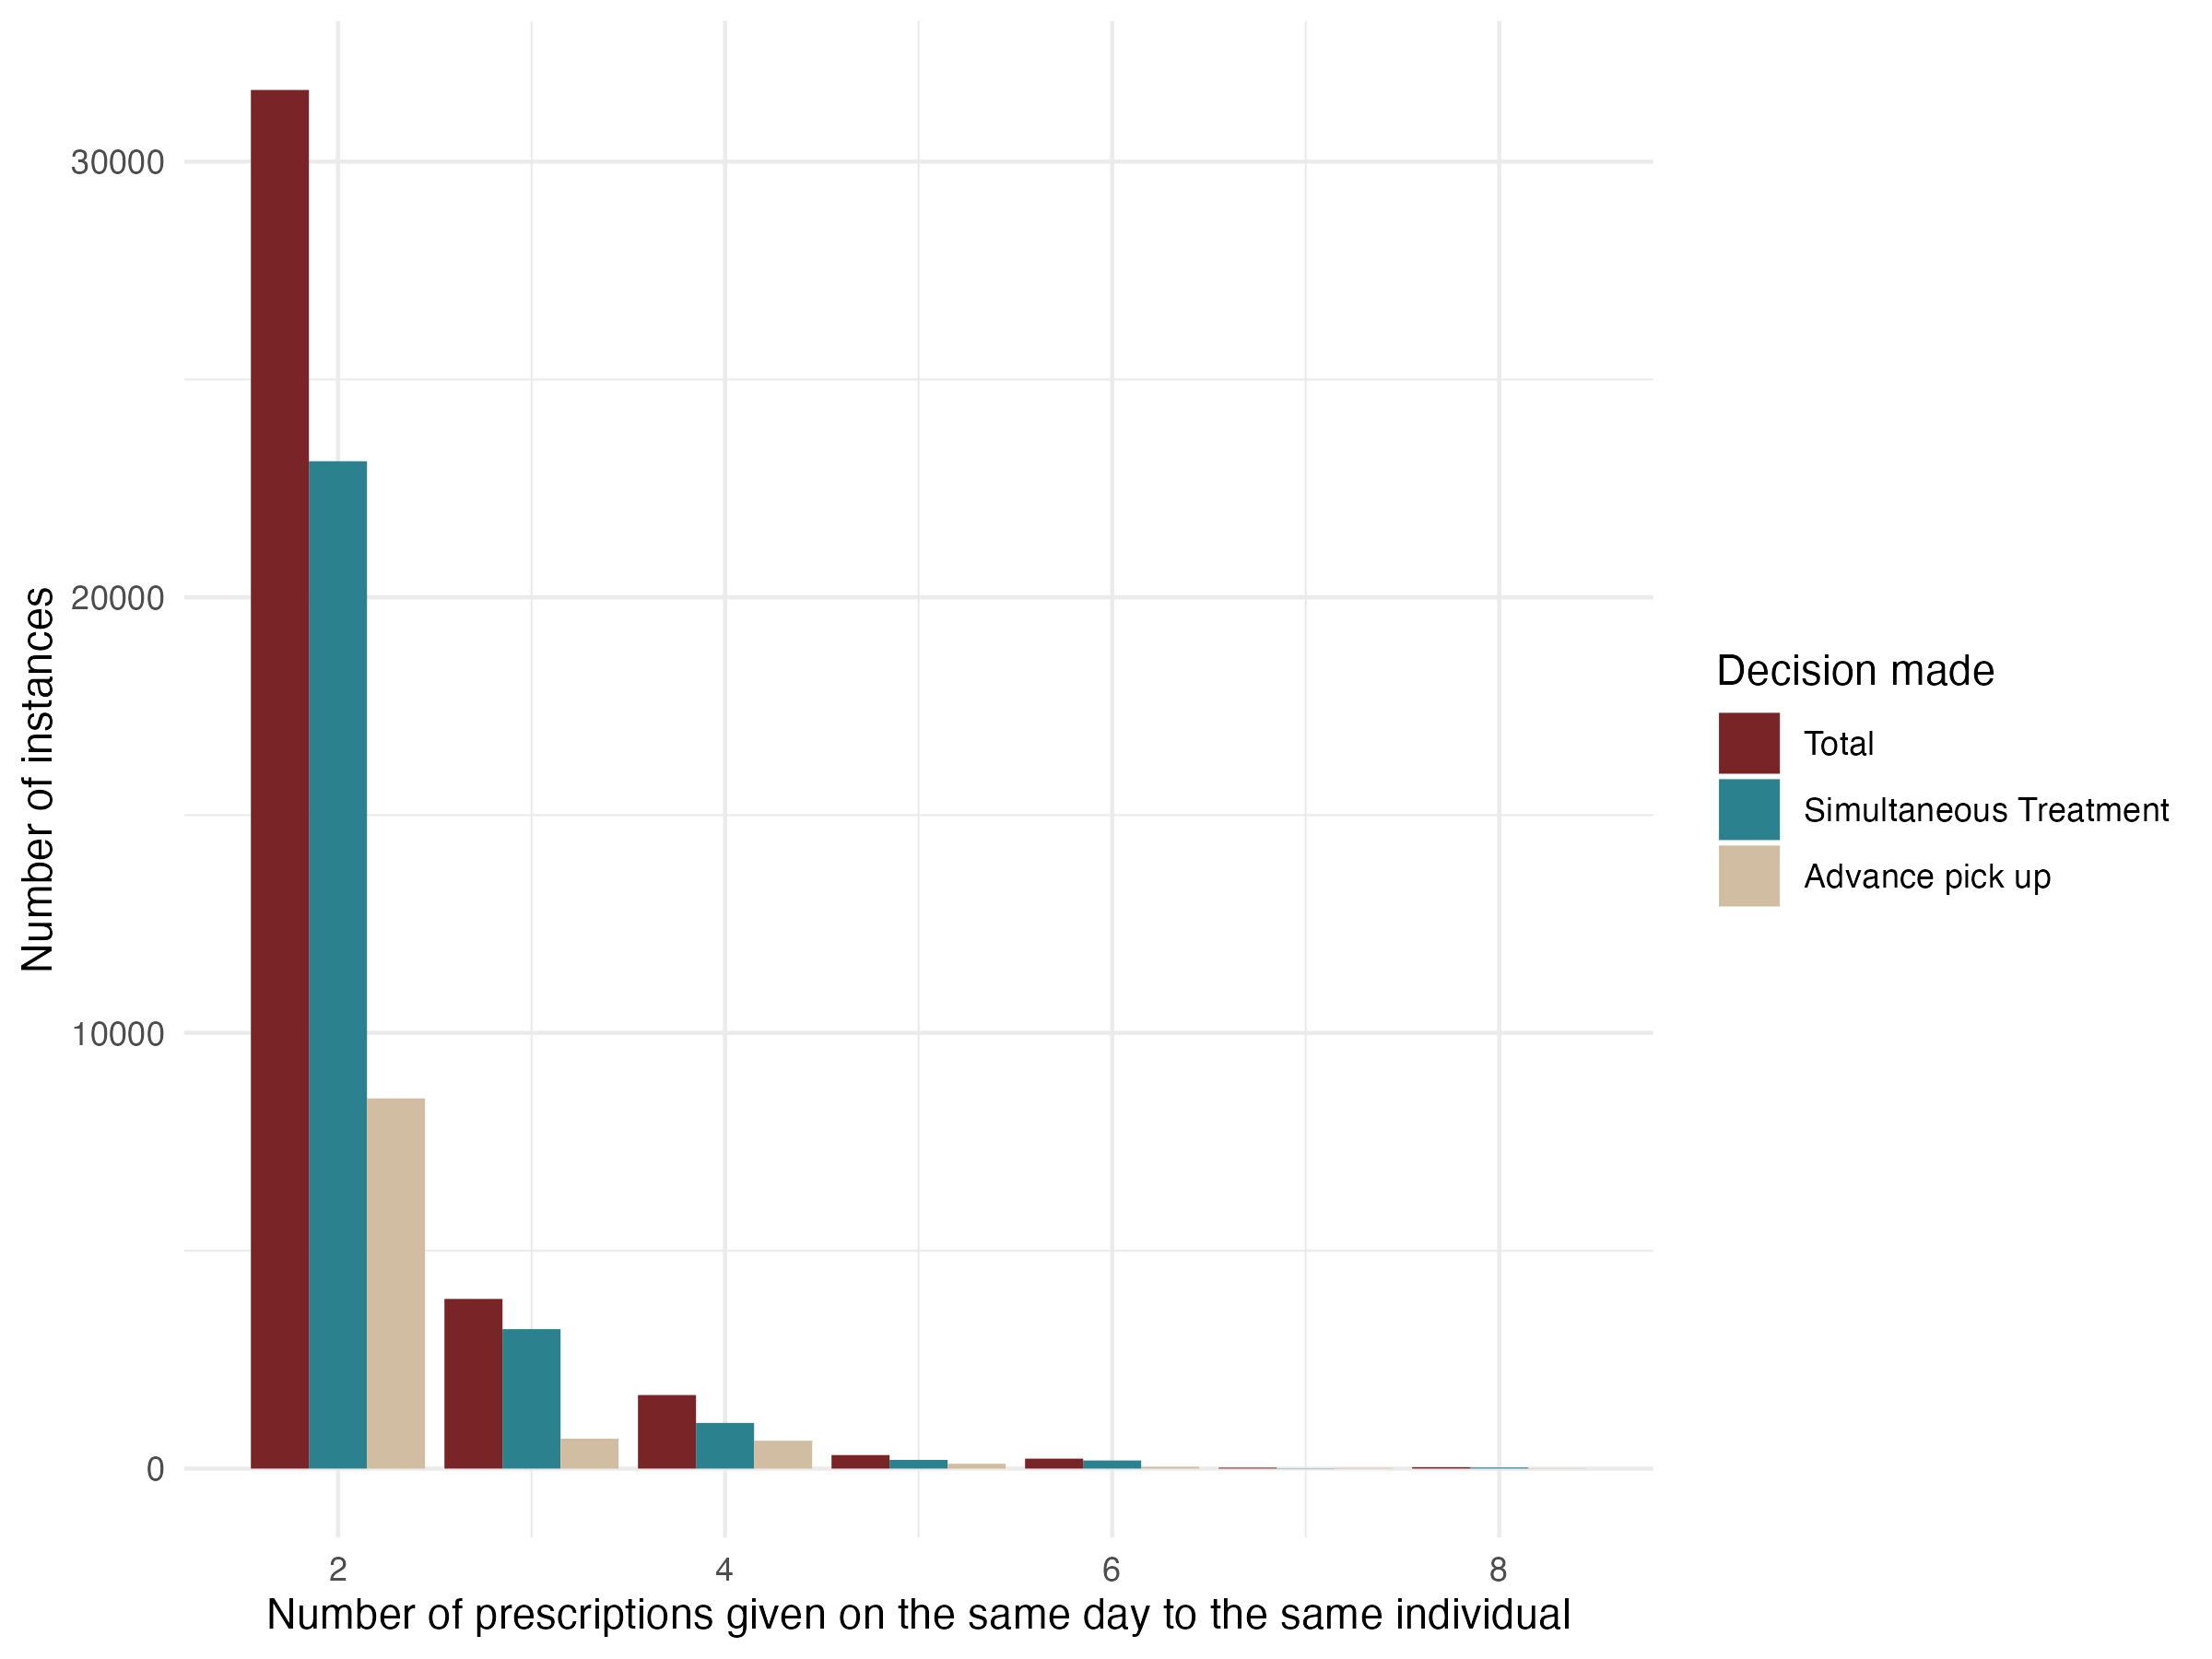 Number of instances
30000
20000
10000
0
2 4 6 8
Number of prescriptions given on the same day to the same individual
Decision made
Total
Simultaneous Treatment
Advance pick up